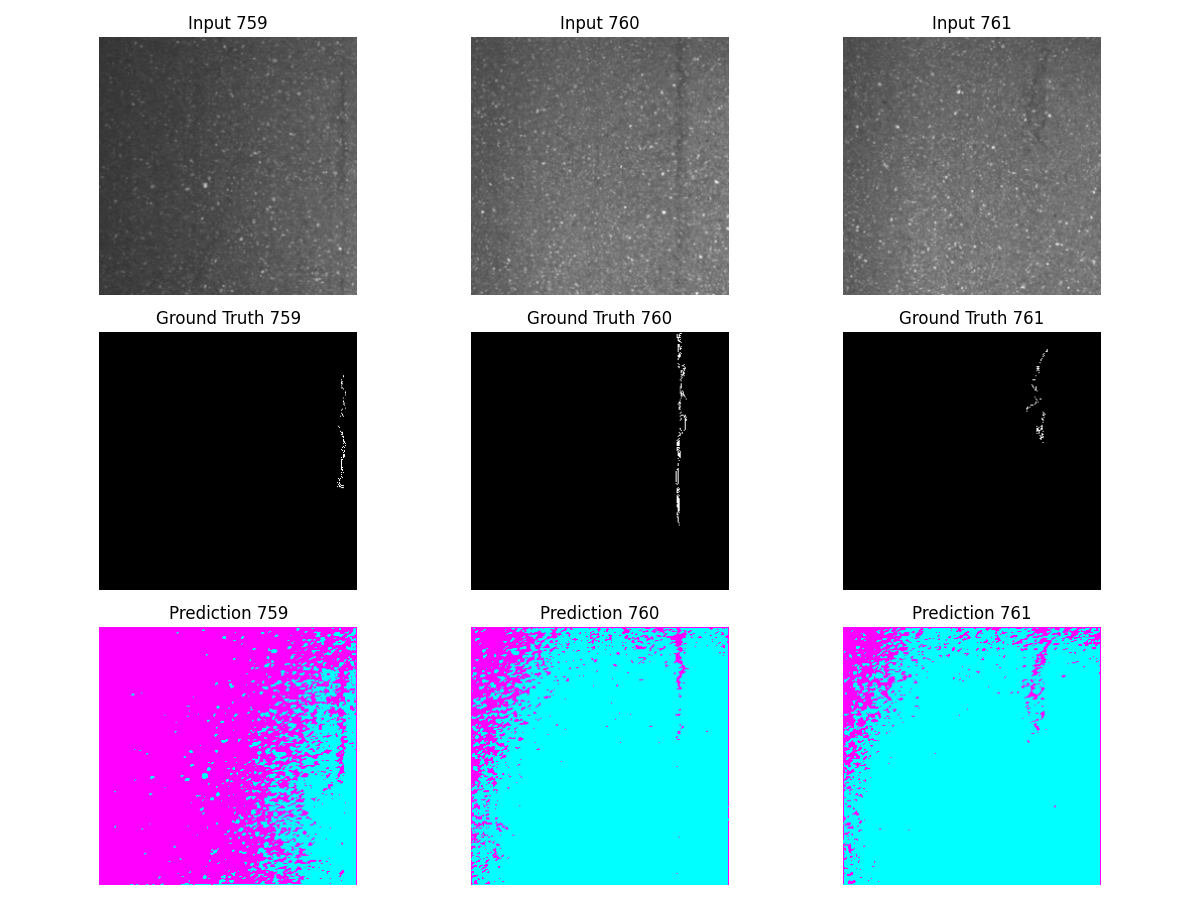 Input 759
Input 760
Input 761
Ground Truth 759
Ground Truth 760
Ground Truth 761
Prediction 759
Prediction 760
Prediction 761